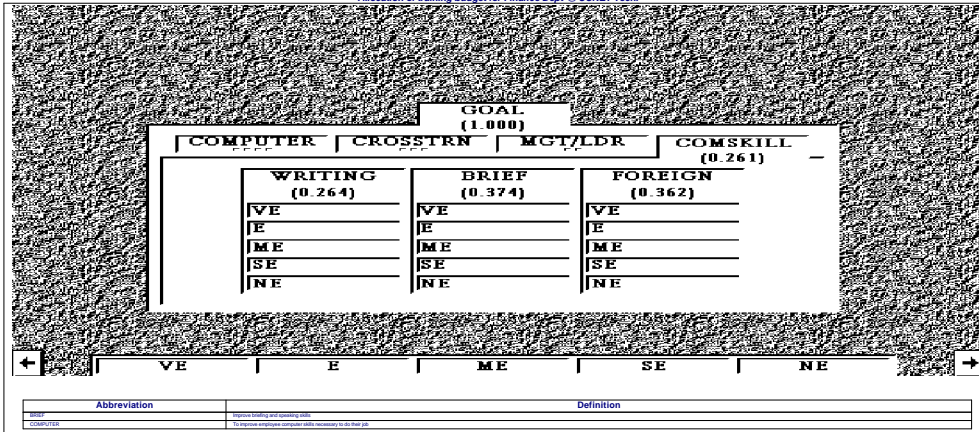 GOAL
(1.000)
COMPUTER CROSSTRN MGT/LDR COMSKILL
(0.261)
WRITING BRIEF FOREIGN
(0.264) (0.374) (0.362)
VE VE VE
E E E
ME ME ME
SE SE SE
NE NE NE
VE E ME SE NE
Abbreviation Definition
BRIEF Improve briefing and speaking skills
COMPUTER To improve employee computer skills necessary to do their job